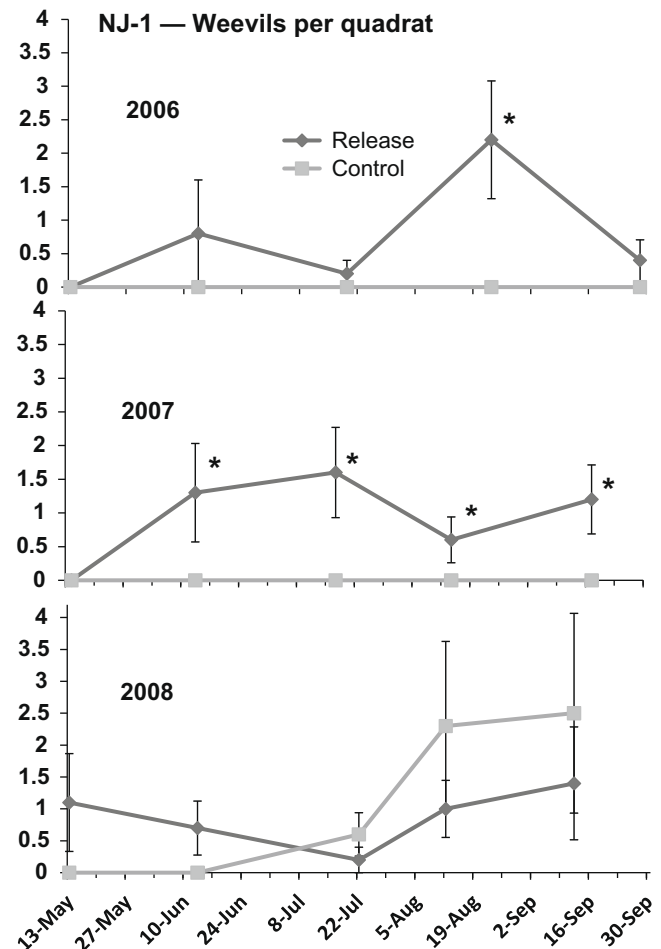 NJ-1 — Weevils per quadrat
4
3.5
3
2.5
2
1.5
1
0.5
0
2006
Release
Control
*
4
3.5
3
2.5
2
1.5
1
0.5
0
2007
*
*
*
*
4
3.5
3
2.5
2
1.5
1
0.5
0
2008
13-May
27-May
10-Jun
24-Jun
8-Jul
22-Jul
5-Aug
19-Aug
2-Sep
16-Sep
30-Sep